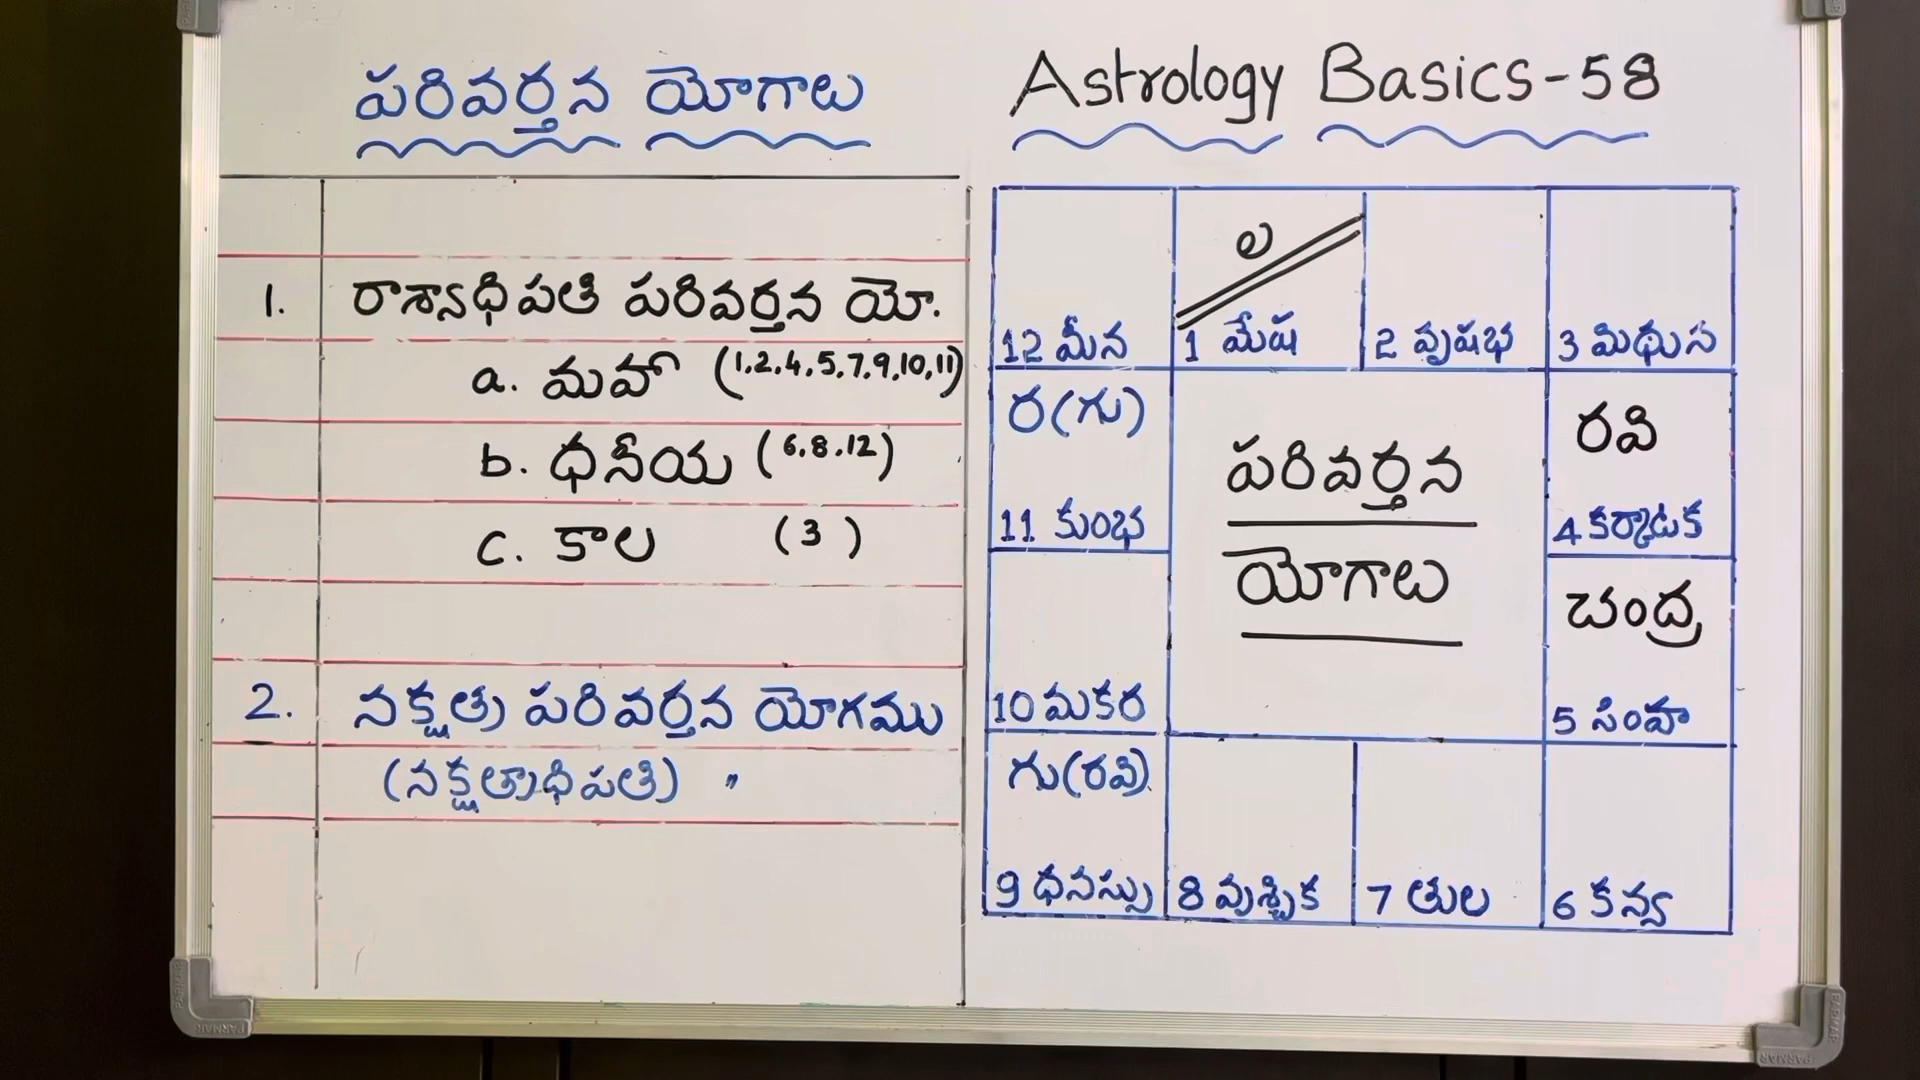 పరివర్తన యోగాలు
1. రాశ్యాధిపతి పరివర్తన యో.
a. మహా (1,2,4,5,7,9,10,11)
b. ధనీయ (6.8.12)
c. కాల (3)
2. నక్షత్ర పరివర్తన యోగము
(నక్షత్రాధిపతి) "
Astrology Basics-58
ల
12 మీన
1 మేష
2 వృషభ
3 మిథున
ర(గు)
11 కుంభ
రవి
4 కర్కాటక
పరివర్తన
యోగాలు
10 మకర
చంద్ర
5 సింహా
గు(రవి)
9 ధనస్సు
8 వృశ్చిక
7 తుల
6 కన్య
PARMAR
PARMAR